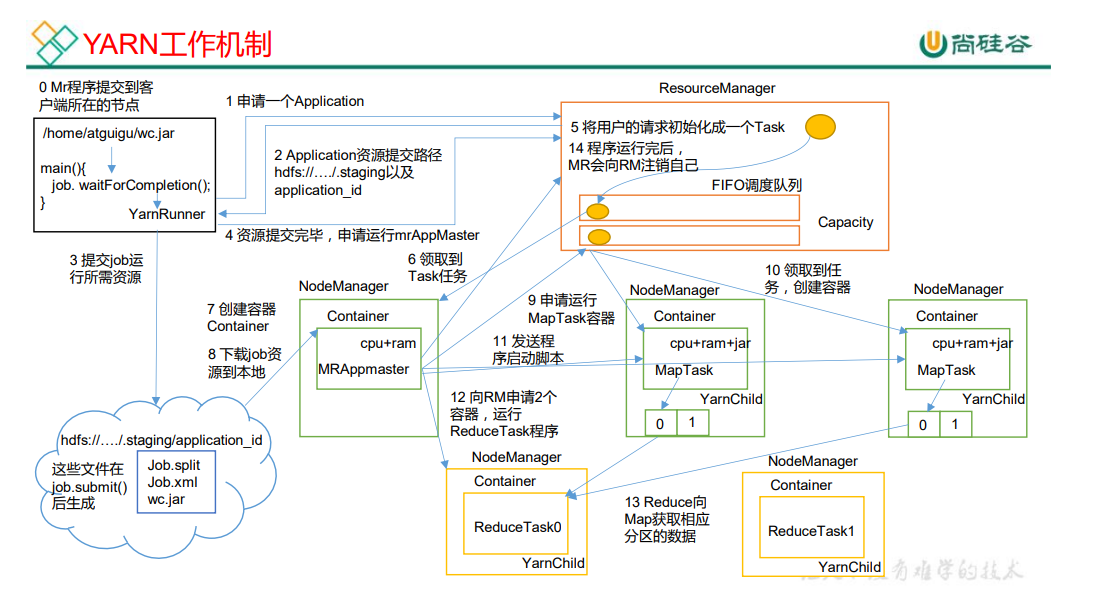 YARN工作机制
尚硅谷
0 Mr程序提交到客
户端所在的节点
/home/atguigu/wc.jar
main(){
job. waitForCompletion();
}
YarnRunner
1 申请一个Application
2 Application资源提交路径
hdfs://…./.staging以及
application_id
4 资源提交完毕，申请运行mrAppMaster
3 提交job运
行所需资源
ResourceManager
5 将用户的请求初始化成一个Task
14 程序运行完后，
MR会向RM注销自己
FIFO调度队列
Capacity
6 领取到
Task任务
NodeManager
7 创建容器
Container
8 下载job资
源到本地
Container
cpu+ram
MRAppmaster
9 申请运行
MapTask容器
11 发送程
序启动脚本
NodeManager
Container
cpu+ram+jar
MapTask
YarnChild
0
1
10 领取到任
务，创建容器
NodeManager
Container
cpu+ram+jar
MapTask
YarnChild
0
1
12 向RM申请2个
容器，运行
ReduceTask程序
hdfs://…./.staging/application_id
这些文件在
job.submit()
后生成
Job.split
Job.xml
wc.jar
NodeManager
Container
ReduceTask0
YarnChild
13 Reduce向
Map获取相应
分区的数据
NodeManager
Container
ReduceTask1
YarnChild
有难学的技术